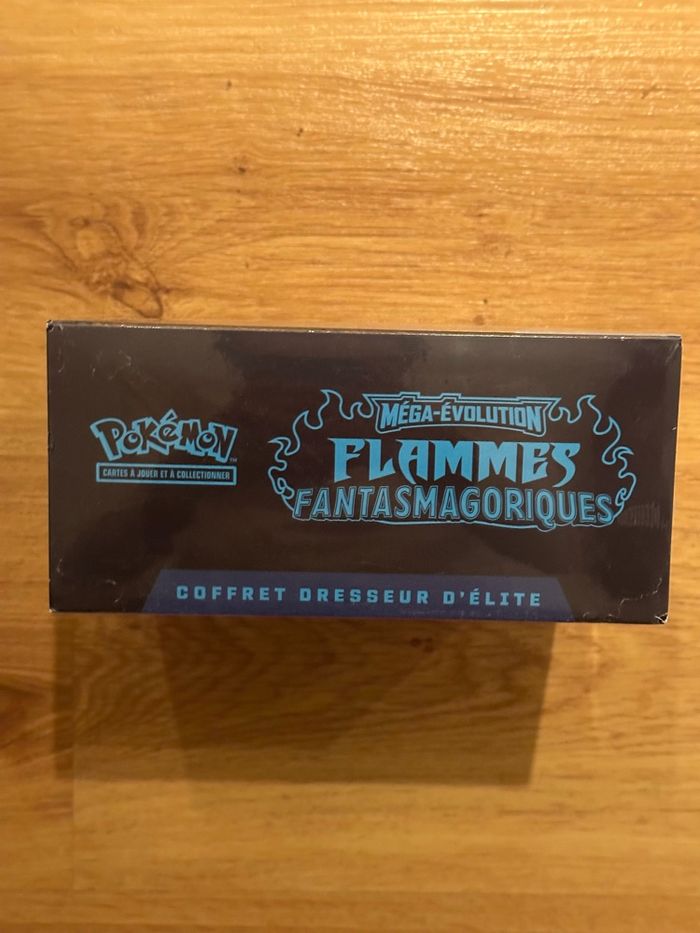 Pokémon
CARTES À JOUER ET À COLLECTIONNER
MÉGA-ÉVOLUTION
FLAMMES
FANTASMAGORIQUES
COFFRET DRESSEUR D'ÉLITE